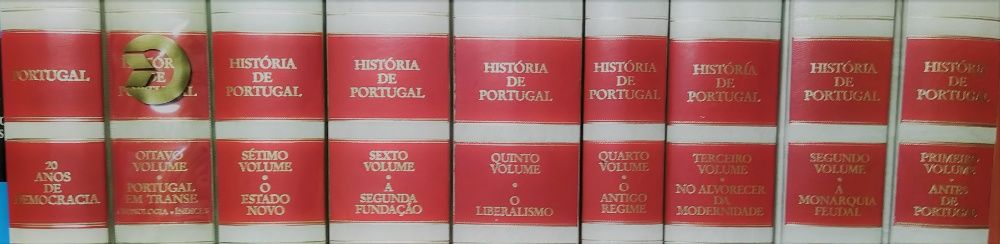 PORTUGAL
20
ANOS
DE
DEMOCRACIA
DE
OITAVO
VOLUME
PORTUGAL
EM TRANSE
HISTÓRIA
DE
PORTUGAL
SÉTIMO
VOLUME
O
ESTADO
NOVO
HISTÓRIA
DE
PORTUGAL
SEXTO
VOLUME
A
SEGUNDA
FUNDAÇÃO
HISTÓRIA
DE
PORTUGAL
QUINTO
VOLUME
O
LIBERALISMO
HISTÓRIA
DE
PORTUGAL
QUARTO
VOLUME
O
ANTIGO
REGIME
HISTÓRIA
DE
PORTUGAL
TERCEIRO
VOLUME
NO ALVORECER
DA
MODERNIDADE
HISTÓRIA
DE
PORTUGAL
SEGUNDO
VOLUME
A
MONARQUIA
FEUDAL
HISTÓRIA
DE
PORTUGAL
PRIMEIRO
VOLUME
ANTES
DE
PORTUGAL